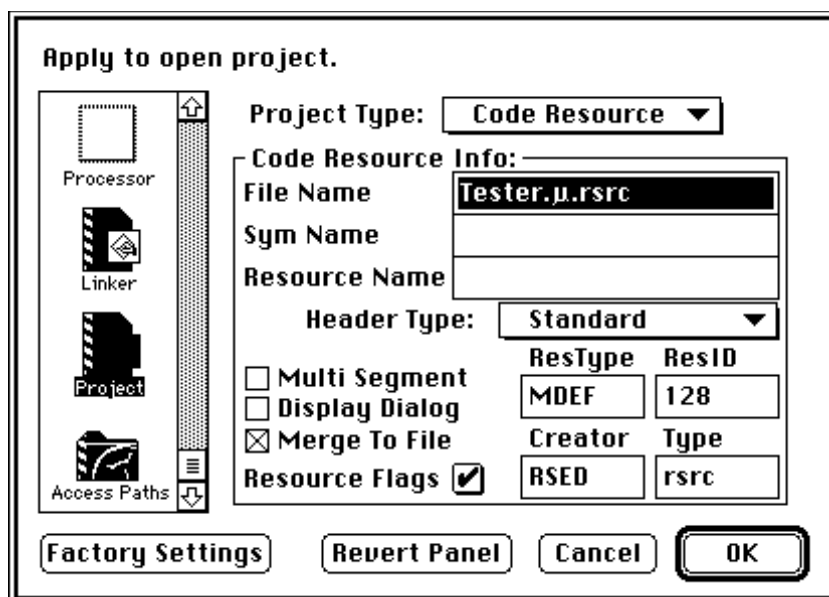 Apply to open project.
Processor
Linker
Project
Access Paths
Project Type: Code Resource
Code Resource Info:
File Name Tester.µ.rsrc
Sym Name
Resource Name
Header Type: Standard
ResType ResID
Multi Segment
MDEF 128
Display Dialog
Merge To File
Creator Type
Resource Flags
RSED rsrc
Factory Settings Revert Panel Cancel OK